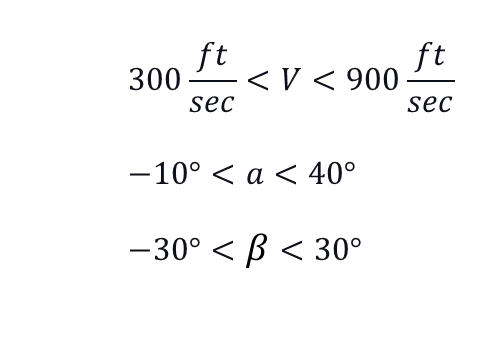 300 ft/sec < V < 900 ft/sec
−10° < a < 40°
−30° < β < 30°